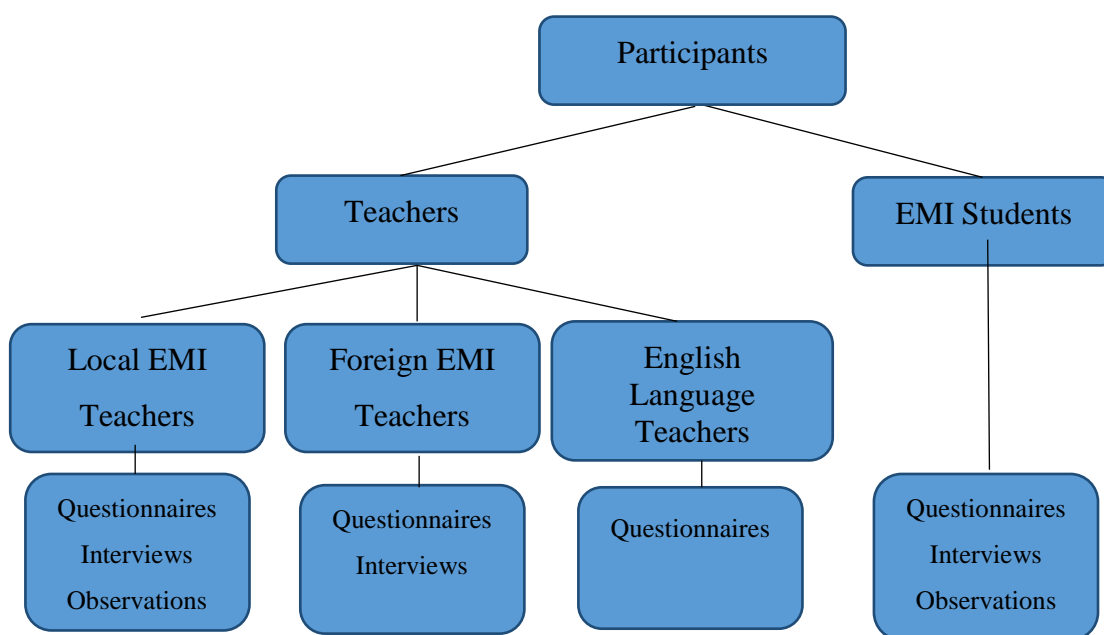 Participants
Teachers
EMI Students
Local EMI
Teachers
Foreign EMI
Teachers
English
Language
Teachers
Questionnaires
Interviews
Observations
Questionnaires
Interviews
Questionnaires
Questionnaires
Interviews
Observations